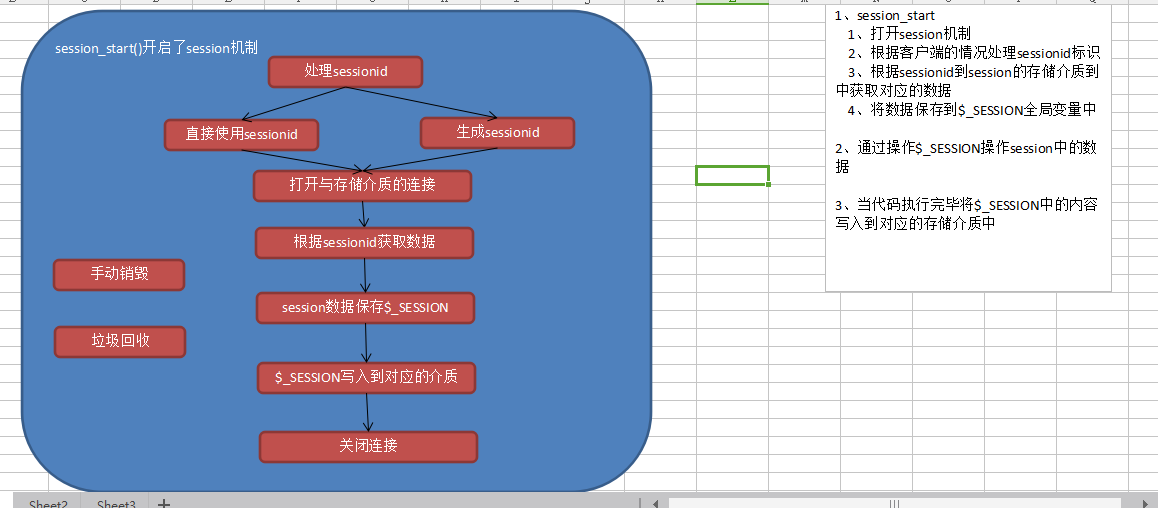 session_start()开启了session机制
处理sessionid
直接使用sessionid
生成sessionid
打开与存储介质的连接
根据sessionid获取数据
手动销毁
session数据保存$_SESSION
垃圾回收
$_SESSION写入到对应的介质
关闭连接
1、session_start
1、打开session机制
2、根据客户端的情况处理sessionid标识
3、根据sessionid到session的存储介质到
中获取对应的数据
4、将数据保存到$_SESSION全局变量中
2、通过操作$_SESSION操作session中的数
据
3、当代码执行完毕将$_SESSION中的内容
写入到对应的存储介质中
Sheet2
Sheet3